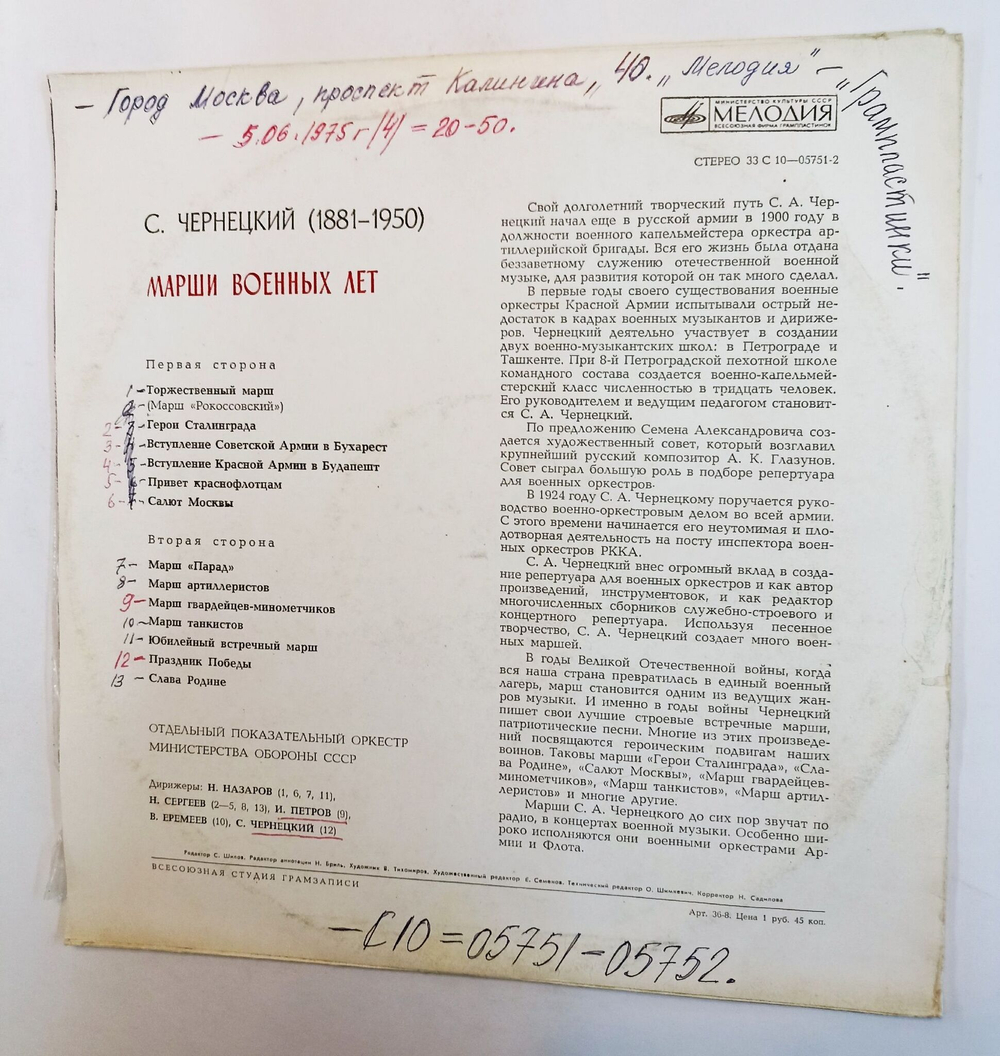 — Город Москва, проспект Калинина, 40. „Мелодия" — „Грампластинки".
— 5.06.1975 г /4/ = 20-50.
МИНИСТЕРСТВО КУЛЬТУРЫ СССР
МЕЛОДИЯ
ВСЕСОЮЗНАЯ ФИРМА ГРАМПЛАСТИНОК
СТЕРЕО 33 С 10—05751-2
С. ЧЕРНЕЦКИЙ (1881–1950)
МАРШИ ВОЕННЫХ ЛЕТ
Первая сторона
1 – Торжественный марш
(Марш «Рокоссовский»)
2 – Герои Сталинграда
3 – Вступление Советской Армии в Бухарест
4 – Вступление Красной Армии в Будапешт
5 – Привет краснофлотцам
6 – Салют Москвы
Вторая сторона
7 – Марш «Парад»
8 – Марш артиллеристов
9 – Марш гвардейцев-минометчиков
10 – Марш танкистов
11 – Юбилейный встречный марш
12 – Праздник Победы
13 – Слава Родине
ОТДЕЛЬНЫЙ ПОКАЗАТЕЛЬНЫЙ ОРКЕСТР
МИНИСТЕРСТВА ОБОРОНЫ СССР
Дирижеры: Н. НАЗАРОВ (1, 6, 7, 11),
Н. СЕРГЕЕВ (2—5, 8, 13), И. ПЕТРОВ (9),
В. ЕРЕМЕЕВ (10), С. ЧЕРНЕЦКИЙ (12)
Свой долголетний творческий путь С. А. Чер-
нецкий начал еще в русской армии в 1900 году в
должности военного капельмейстера оркестра ар-
тиллерийской бригады. Вся его жизнь была отдана
беззаветному служению отечественной военной
музыке, для развития которой он так много сделал.
В первые годы своего существования военные
оркестры Красной Армии испытывали острый не-
достаток в кадрах военных музыкантов и дириже-
ров. Чернецкий деятельно участвует в создании
двух военно-музыкантских школ: в Петрограде и
Ташкенте. При 8-й Петроградской пехотной школе
командного состава создается военно-капельмей-
стерский класс численностью в тридцать человек.
Его руководителем и ведущим педагогом становит-
ся С. А. Чернецкий.
По предложению Семена Александровича соз-
дается художественный совет, который возглавил
крупнейший русский композитор А. К. Глазунов.
Совет сыграл большую роль в подборе репертуара
для военных оркестров.
В 1924 году С. А. Чернецкому поручается руко-
водство военно-оркестровым делом во всей армии.
С этого времени начинается его неутомимая и пло-
дотворная деятельность на посту инспектора воен-
ных оркестров РККА.
С. А. Чернецкий внес огромный вклад в созда-
ние репертуара для военных оркестров и как автор
произведений, инструментовок, и как редактор
многочисленных сборников служебно-строевого и
концертного репертуара. Используя песенное
творчество, С. А. Чернецкий создает много воен-
ных маршей.
В годы Великой Отечественной войны, когда
вся наша страна превратилась в единый военный
лагерь, марш становится одним из ведущих жан-
ров музыки. И именно в годы войны Чернецкий
пишет свои лучшие строевые встречные марши,
патриотические песни. Многие из этих произведе-
ний посвящаются героическим подвигам наших
воинов. Таковы марши «Герои Сталинграда», «Сла-
ва Родине», «Салют Москвы», «Марш гвардейцев-
минометчиков», «Марш танкистов», «Марш артил-
леристов» и многие другие.
Марши С. А. Чернецкого до сих пор звучат по
радио, в концертах военной музыки. Особенно ши-
роко исполняются они военными оркестрами Ар-
мии и Флота.
Редактор С. Шипов. Редактор аннотации Н. Бриль. Художник В. Тихомиров. Художественный редактор Е. Семенов. Технический редактор О. Шмилевич. Корректор Н. Садилова
ВСЕСОЮЗНАЯ СТУДИЯ ГРАМЗАПИСИ
Арт. 36-8. Цена 1 руб. 45 коп.
— С10 = 05751 – 05752.